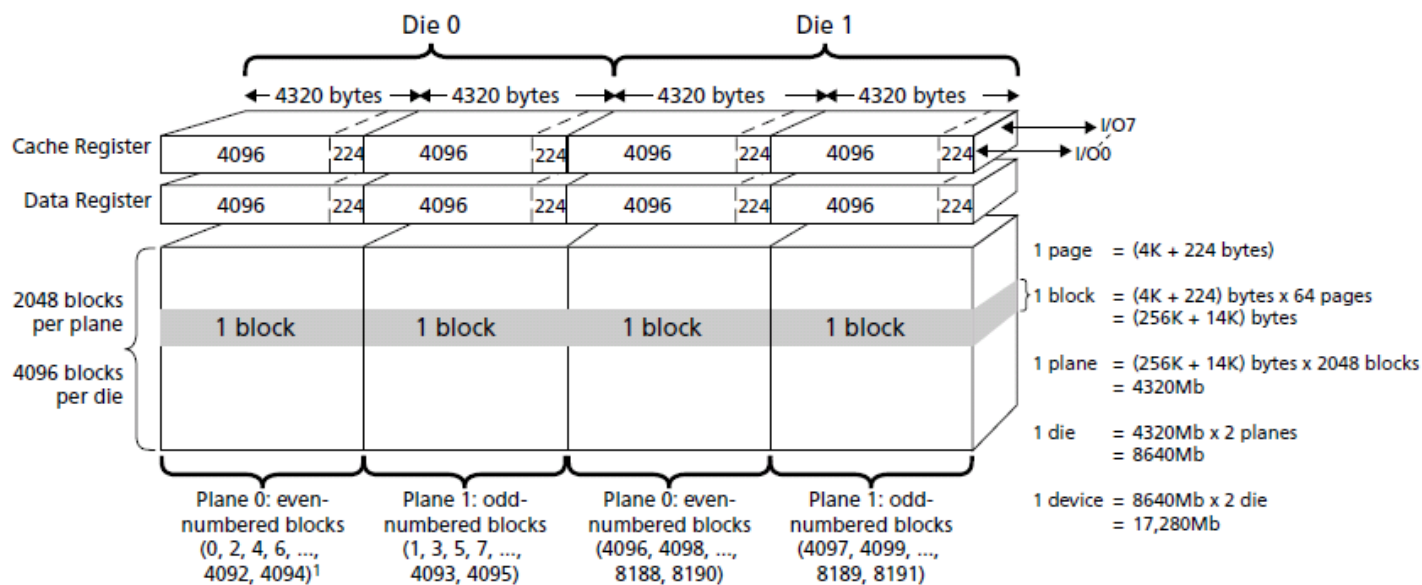 Die 0
Die 1
4320 bytes
4320 bytes
4320 bytes
4320 bytes
Cache Register
4096
224
4096
224
4096
224
4096
224
I/O7
I/O0
Data Register
4096
224
4096
224
4096
224
4096
224
2048 blocks
per plane
4096 blocks
per die
1 block
1 block
1 block
1 block
1 page = (4K + 224 bytes)
1 block = (4K + 224) bytes x 64 pages
= (256K + 14K) bytes
1 plane = (256K + 14K) bytes x 2048 blocks
= 4320Mb
1 die = 4320Mb x 2 planes
= 8640Mb
1 device = 8640Mb x 2 die
= 17,280Mb
Plane 0: even-
numbered blocks
(0, 2, 4, 6, ...,
4092, 4094)¹
Plane 1: odd-
numbered blocks
(1, 3, 5, 7, ...,
4093, 4095)
Plane 0: even-
numbered blocks
(4096, 4098, ...,
8188, 8190)
Plane 1: odd-
numbered blocks
(4097, 4099, ...,
8189, 8191)